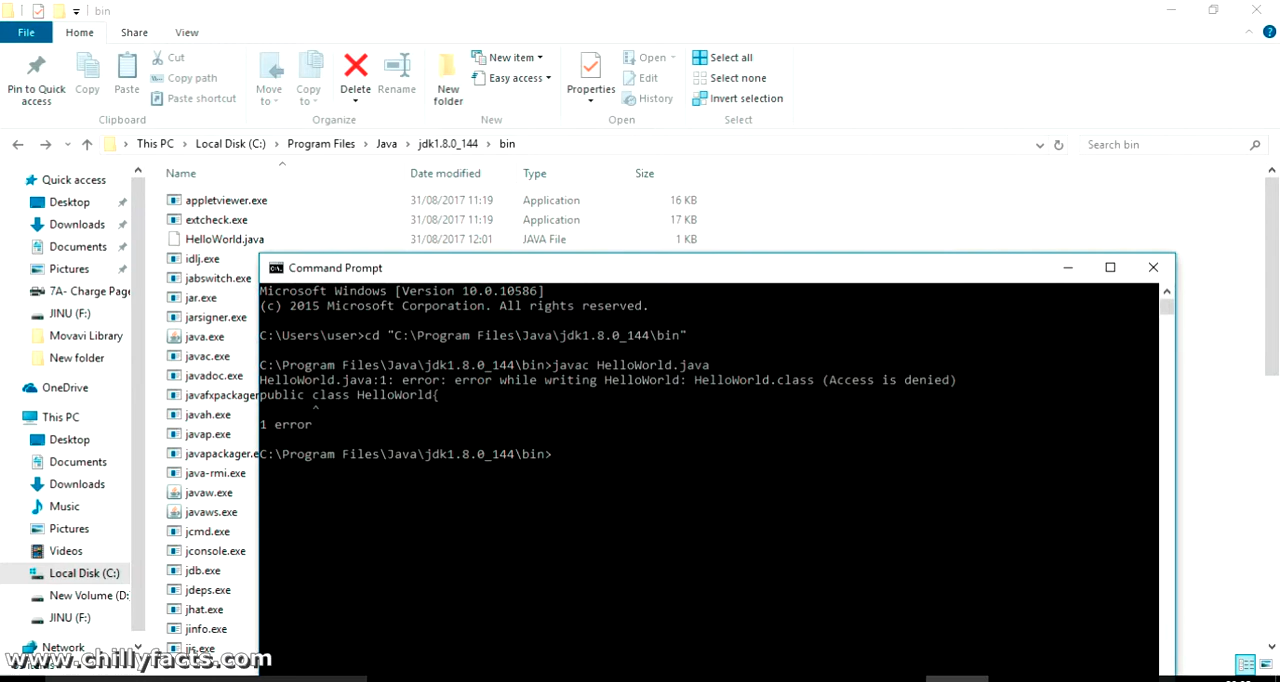 bin
File Home Share View
Pin to Quick access
Copy
Paste
Cut
Copy path
Paste shortcut
Clipboard
Move to
Copy to
Delete
Rename
Organize
New folder
New item
Easy access
New
Properties
Open
Edit
History
Open
Select all
Select none
Invert selection
Select
This PC Local Disk (C:) Program Files Java jdk1.8.0_144 bin
Search bin
Quick access
Desktop
Downloads
Documents
Pictures
7A- Charge Page
JINU (F:)
Movavi Library
New folder
OneDrive
This PC
Desktop
Documents
Downloads
Music
Pictures
Videos
Local Disk (C:)
New Volume (D:
JINU (F:)
Network
Name Date modified Type Size
appletviewer.exe 31/08/2017 11:19 Application 16 KB
extcheck.exe 31/08/2017 11:19 Application 17 KB
HelloWorld.java 31/08/2017 12:01 JAVA File 1 KB
idlj.exe
jabswitch.exe
jar.exe
jarsigner.exe
java.exe
javac.exe
javadoc.exe
javafxpackager
javah.exe
javap.exe
javapackager.e
java-rmi.exe
javaw.exe
javaws.exe
jcmd.exe
jconsole.exe
jdb.exe
jdeps.exe
jhat.exe
jinfo.exe
jjs.exe
Command Prompt
Microsoft Windows [Version 10.0.10586]
(c) 2015 Microsoft Corporation. All rights reserved.
C:\Users\user>cd "C:\Program Files\Java\jdk1.8.0_144\bin"
C:\Program Files\Java\jdk1.8.0_144\bin>javac HelloWorld.java
HelloWorld.java:1: error: error while writing HelloWorld: HelloWorld.class (Access is denied)
public class HelloWorld{
^
1 error
C:\Program Files\Java\jdk1.8.0_144\bin>
www.chillyfacts.com